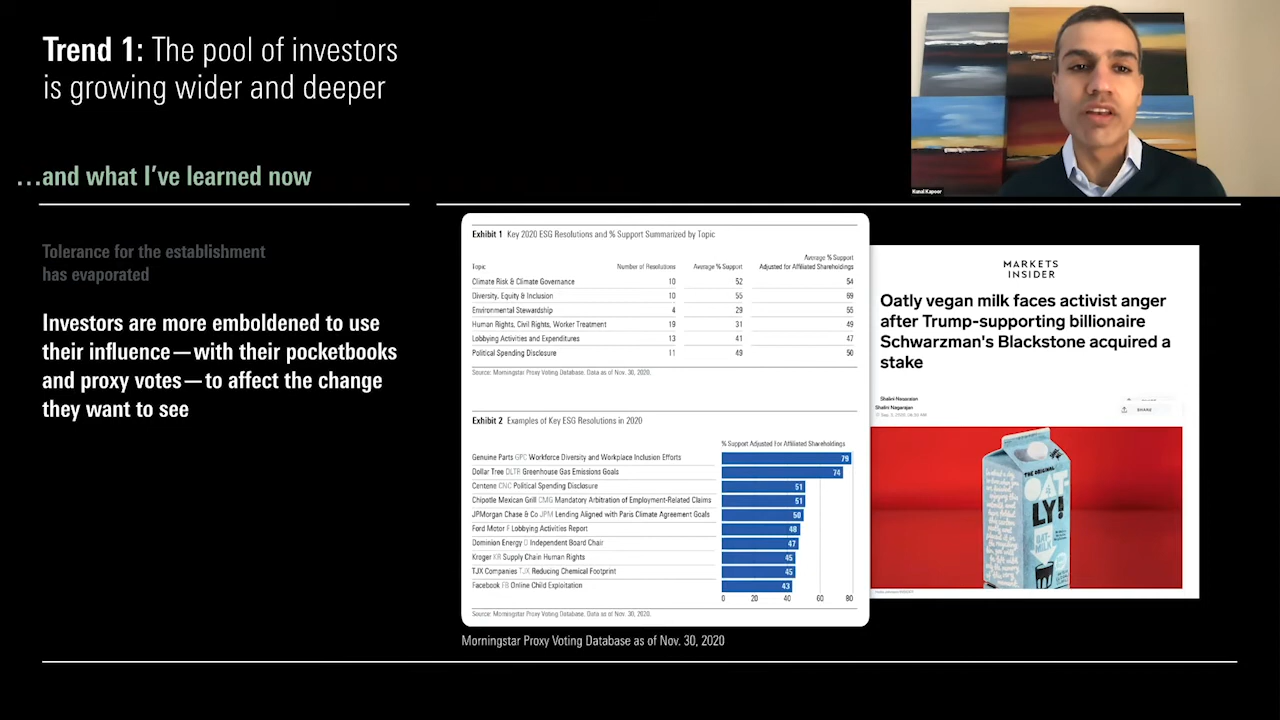 Trend 1: The pool of investors
is growing wider and deeper
Kunal Kapoor
...and what I've learned now
Tolerance for the establishment
has evaporated
Investors are more emboldened to use
their influence—with their pocketbooks
and proxy votes—to affect the change
they want to see
Exhibit 1 Key 2020 ESG Resolutions and % Support Summarized by Topic
Average % Support
Topic Number of Resolutions Average % Support Adjusted for Affiliated Shareholdings
Climate Risk & Climate Governance 10 52 54
Diversity, Equity & Inclusion 10 55 69
Environmental Stewardship 4 29 55
Human Rights, Civil Rights, Worker Treatment 19 31 49
Lobbying Activities and Expenditures 13 41 47
Political Spending Disclosure 11 49 50
Source: Morningstar Proxy Voting Database. Data as of Nov. 30, 2020.
Exhibit 2 Examples of Key ESG Resolutions in 2020
% Support Adjusted For Affiliated Shareholdings
Genuine Parts GPC Workforce Diversity and Workplace Inclusion Efforts 79
Dollar Tree DLTR Greenhouse Gas Emissions Goals 74
Centene CNC Political Spending Disclosure 51
Chipotle Mexican Grill CMG Mandatory Arbitration of Employment-Related Claims 51
JPMorgan Chase & Co JPM Lending Aligned with Paris Climate Agreement Goals 50
Ford Motor F Lobbying Activities Report 48
Dominion Energy D Independent Board Chair 47
Kroger KR Supply Chain Human Rights 45
TJX Companies TJX Reducing Chemical Footprint 45
Facebook FB Online Child Exploitation 43
0 20 40 60 80
Source: Morningstar Proxy Voting Database. Data as of Nov. 30, 2020.
Morningstar Proxy Voting Database as of Nov. 30, 2020
MARKETS
INSIDER
Oatly vegan milk faces activist anger
after Trump-supporting billionaire
Schwarzman's Blackstone acquired a
stake
Shalini Nagarajan
Shalini Nagarajan
SHARE
THE ORIGINAL
OAT-
LY!
OAT-
MILK